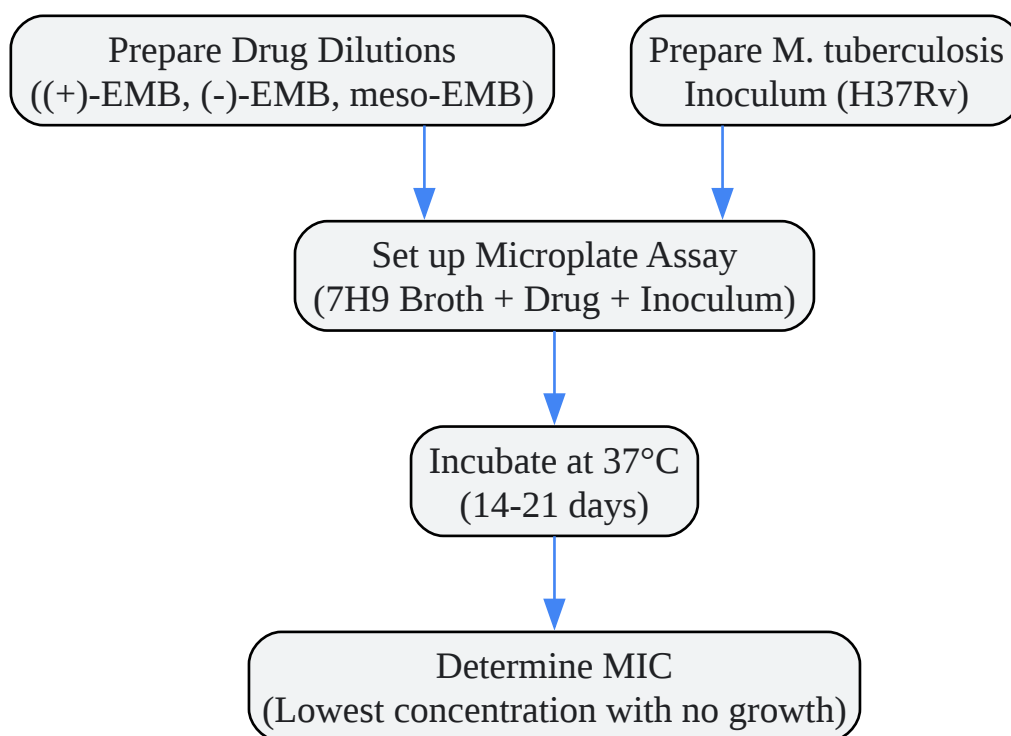 Prepare Drug Dilutions
((+)-EMB, (-)-EMB, meso-EMB)
Prepare M. tuberculosis
Inoculum (H37Rv)
Set up Microplate Assay
(7H9 Broth + Drug + Inoculum)
Incubate at 37°C
(14-21 days)
Determine MIC
(Lowest concentration with no growth)